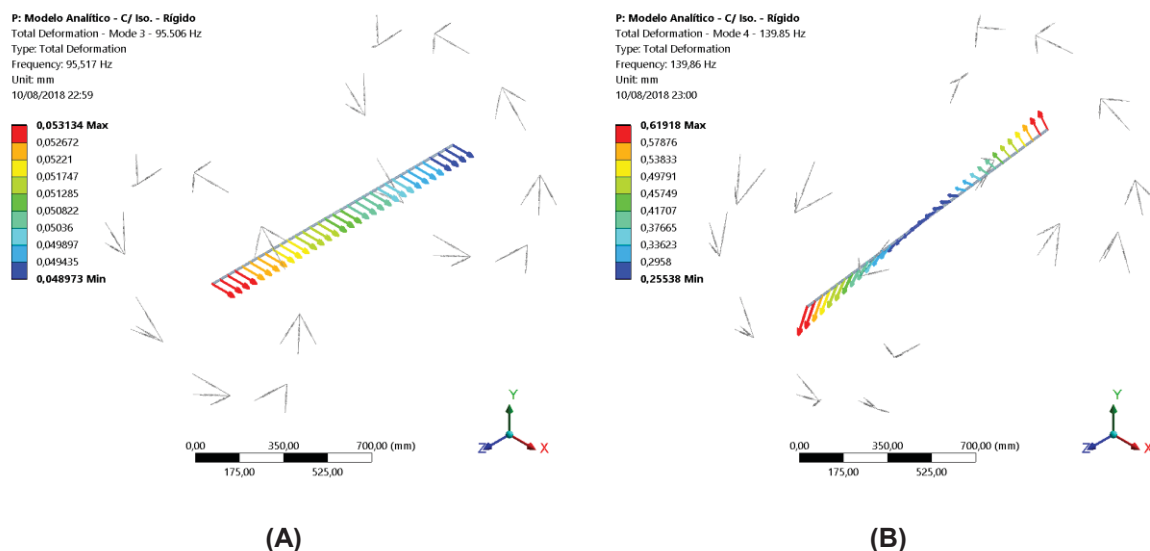 P: Modelo Analítico - C/ Iso. - Rígido
Total Deformation - Mode 3 - 95.506 Hz
Type: Total Deformation
Frequency: 95,517 Hz
Unit: mm
10/08/2018 22:59
0,053134 Max
0,052672
0,05221
0,051747
0,051285
0,050822
0,05036
0,049897
0,049435
0,048973 Min
0,00 350,00 700,00 (mm)
175,00 525,00
Y
Z X
(A)
P: Modelo Analítico - C/ Iso. - Rígido
Total Deformation - Mode 4 - 139.85 Hz
Type: Total Deformation
Frequency: 139,86 Hz
Unit: mm
10/08/2018 23:00
0,61918 Max
0,57876
0,53833
0,49791
0,45749
0,41707
0,37665
0,33623
0,2958
0,25538 Min
0,00 350,00 700,00 (mm)
175,00 525,00
Y
Z X
(B)